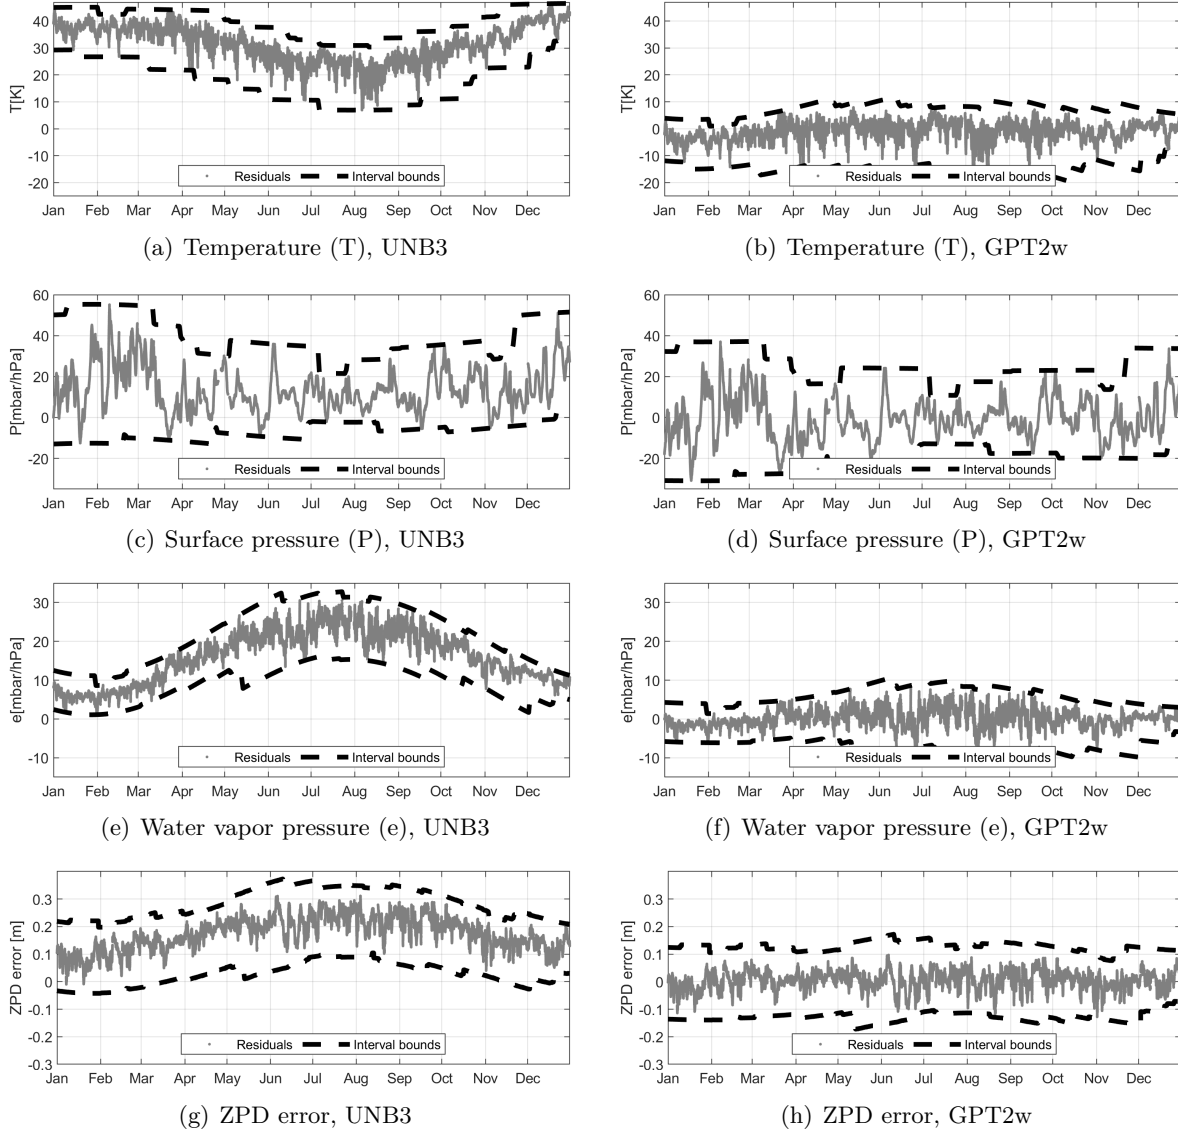 40
30
20
10
0
-10
-20
T[K]
Residuals
Interval bounds
Jan Feb Mar Apr May Jun Jul Aug Sep Oct Nov Dec
(a) Temperature (T), UNB3
40
30
20
10
0
-10
-20
T[K]
Residuals
Interval bounds
Jan Feb Mar Apr May Jun Jul Aug Sep Oct Nov Dec
(b) Temperature (T), GPT2w
60
40
20
0
-20
P[mbar/hPa]
Residuals
Interval bounds
Jan Feb Mar Apr May Jun Jul Aug Sep Oct Nov Dec
(c) Surface pressure (P), UNB3
60
40
20
0
-20
P[mbar/hPa]
Residuals
Interval bounds
Jan Feb Mar Apr May Jun Jul Aug Sep Oct Nov Dec
(d) Surface pressure (P), GPT2w
30
20
10
0
-10
e[mbar/hPa]
Residuals
Interval bounds
Jan Feb Mar Apr May Jun Jul Aug Sep Oct Nov Dec
(e) Water vapor pressure (e), UNB3
30
20
10
0
-10
e[mbar/hPa]
Residuals
Interval bounds
Jan Feb Mar Apr May Jun Jul Aug Sep Oct Nov Dec
(f) Water vapor pressure (e), GPT2w
0.3
0.2
0.1
0
-0.1
-0.2
-0.3
ZPD error [m]
Residuals
Interval bounds
Jan Feb Mar Apr May Jun Jul Aug Sep Oct Nov Dec
(g) ZPD error, UNB3
0.3
0.2
0.1
0
-0.1
-0.2
-0.3
ZPD error [m]
Residuals
Interval bounds
Jan Feb Mar Apr May Jun Jul Aug Sep Oct Nov Dec
(h) ZPD error, GPT2w